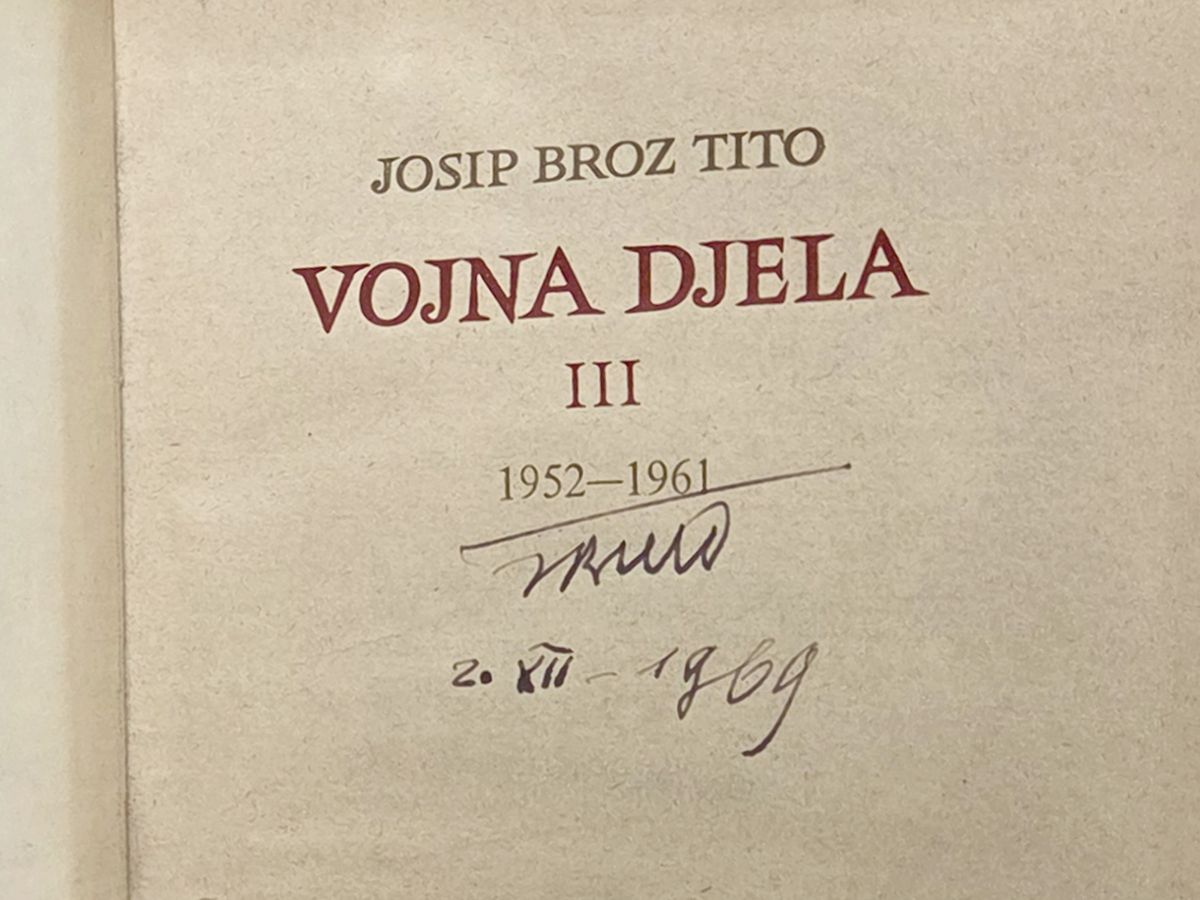 JOSIP BROZ TITO
VOJNA DJELA
III
1952—1961
2. XII – 1969